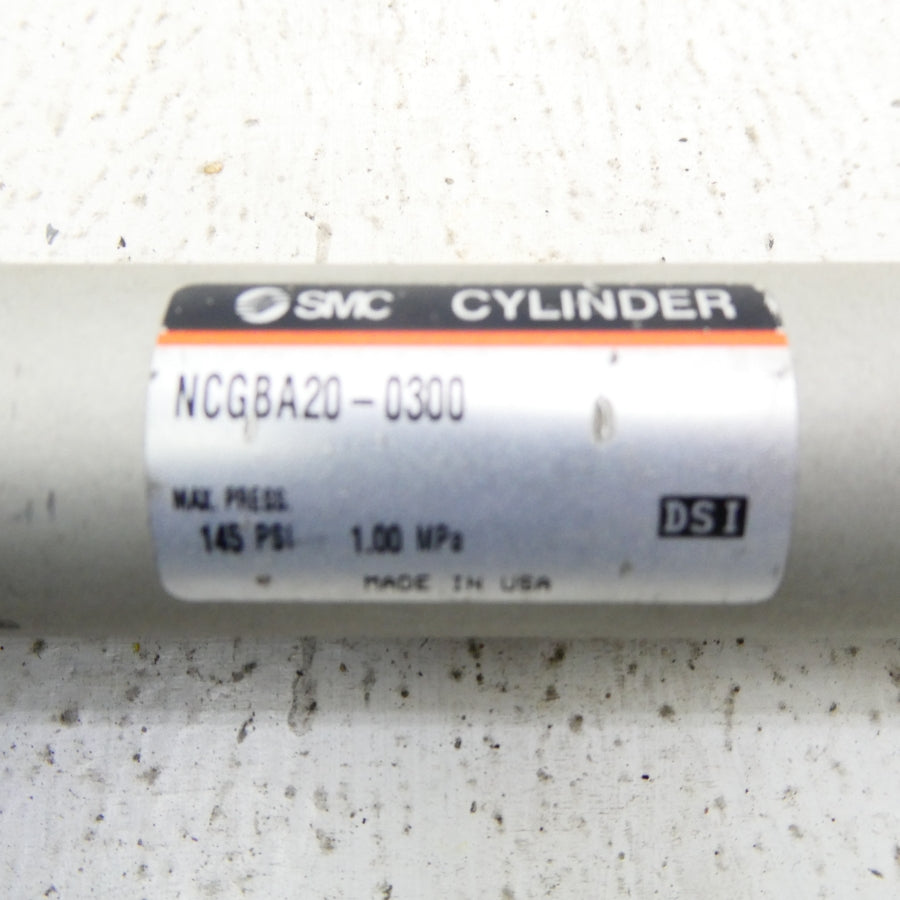 SMC CYLINDER
NCGBA20-0300
MAX. PRESS.
145 PSI 1.00 MPa
DSI
MADE IN USA